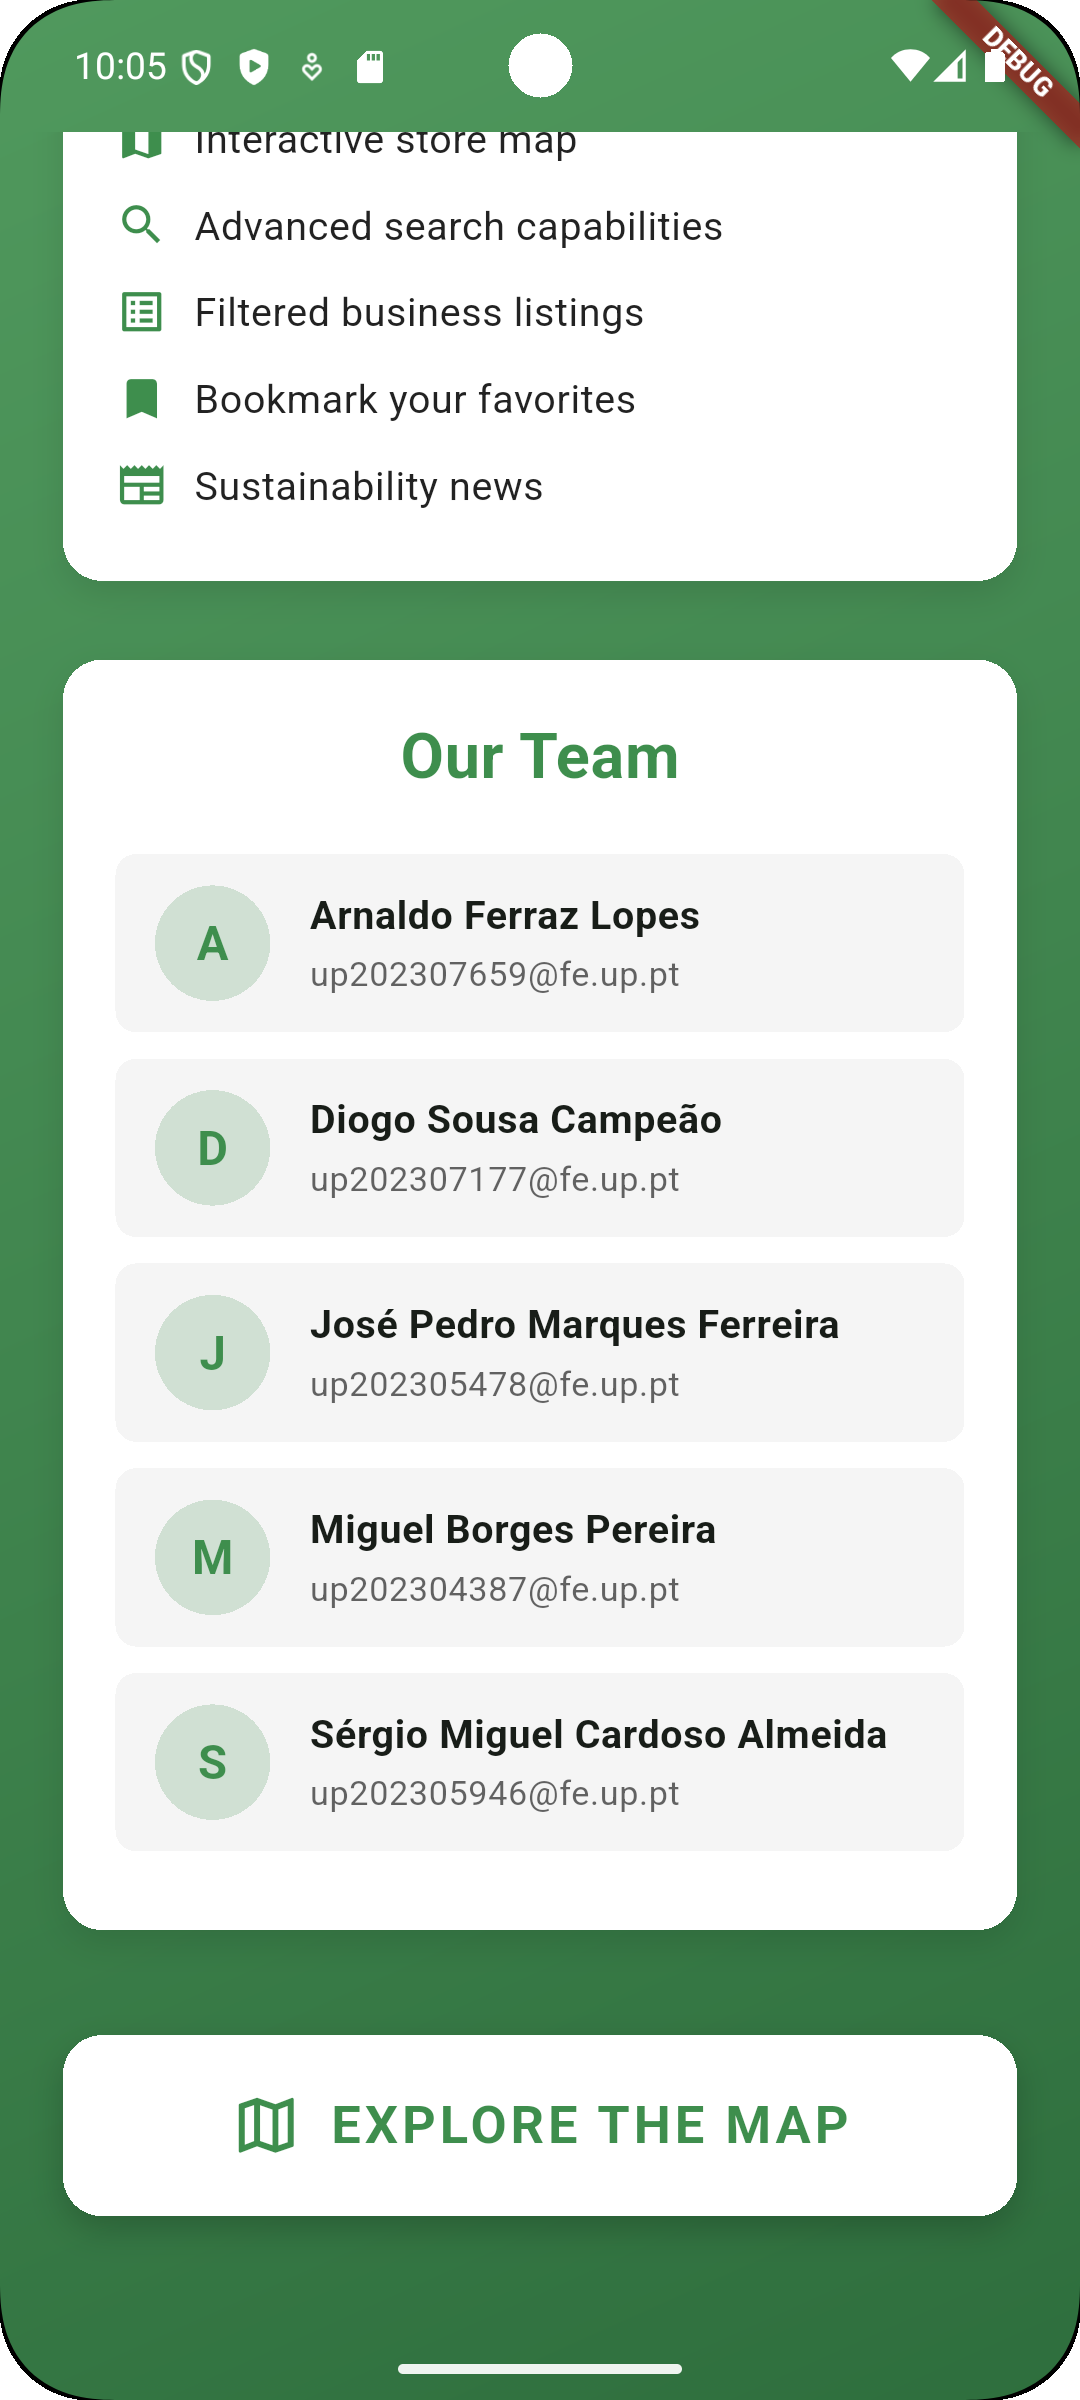 10:05
DEBUG
Interactive store map
Advanced search capabilities
Filtered business listings
Bookmark your favorites
Sustainability news
Our Team
A
Arnaldo Ferraz Lopes
up202307659@fe.up.pt
D
Diogo Sousa Campeão
up202307177@fe.up.pt
J
José Pedro Marques Ferreira
up202305478@fe.up.pt
M
Miguel Borges Pereira
up202304387@fe.up.pt
S
Sérgio Miguel Cardoso Almeida
up202305946@fe.up.pt
EXPLORE THE MAP